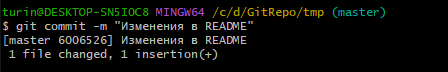 turin@DESKTOP-SN5IOC8 MINGW64 /c/d/GitRepo/tmp (master)
$ git commit -m "Изменения в README"
[master 6006526] Изменения в README
 1 file changed, 1 insertion(+)